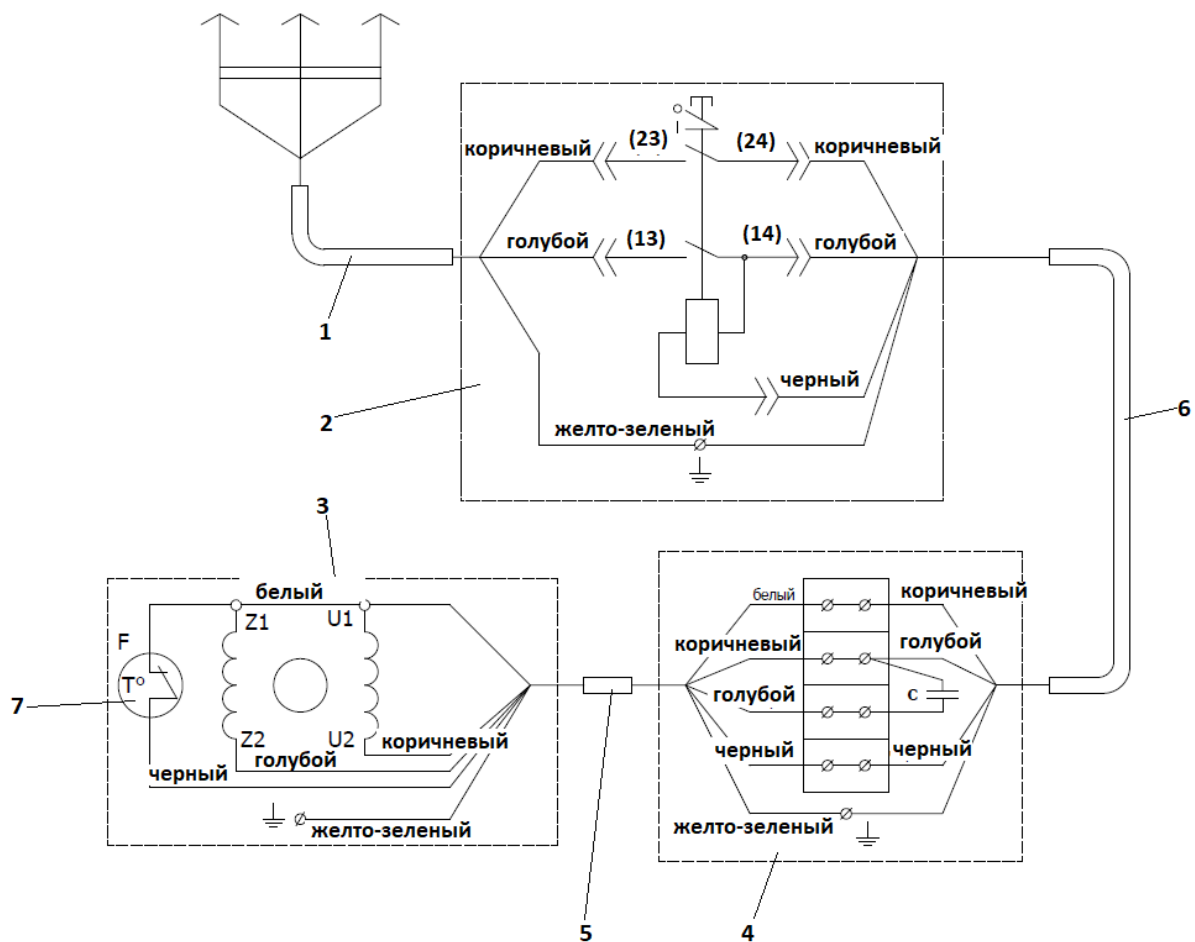 коричневый
(23)
O
I
(24)
коричневый
голубой
(13)
(14)
голубой
1
черный
2
желто-зеленый
6
3
белый
Z1
U1
F
T°
7
Z2
U2
коричневый
голубой
черный
желто-зеленый
белый
коричневый
коричневый
голубой
голубой
C
черный
черный
желто-зеленый
5
4